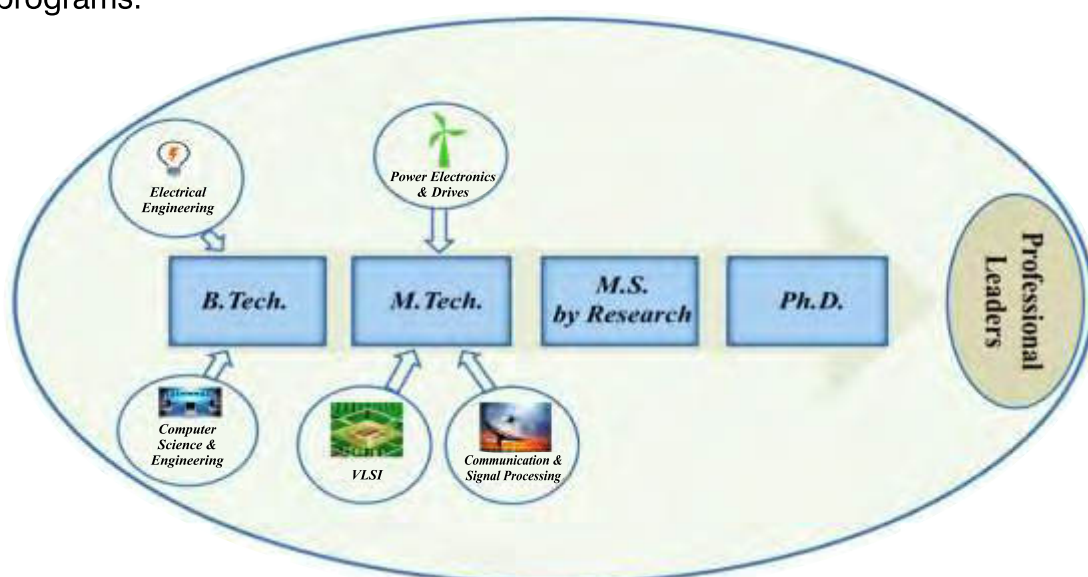 programs.
Electrical
Engineering
Power Electronics
& Drives
B.Tech.
M.Tech.
M.S.
by Research
Ph.D.
Professional
Leaders
Computer
Science &
Engineering
VLSI
Communication &
Signal Processing